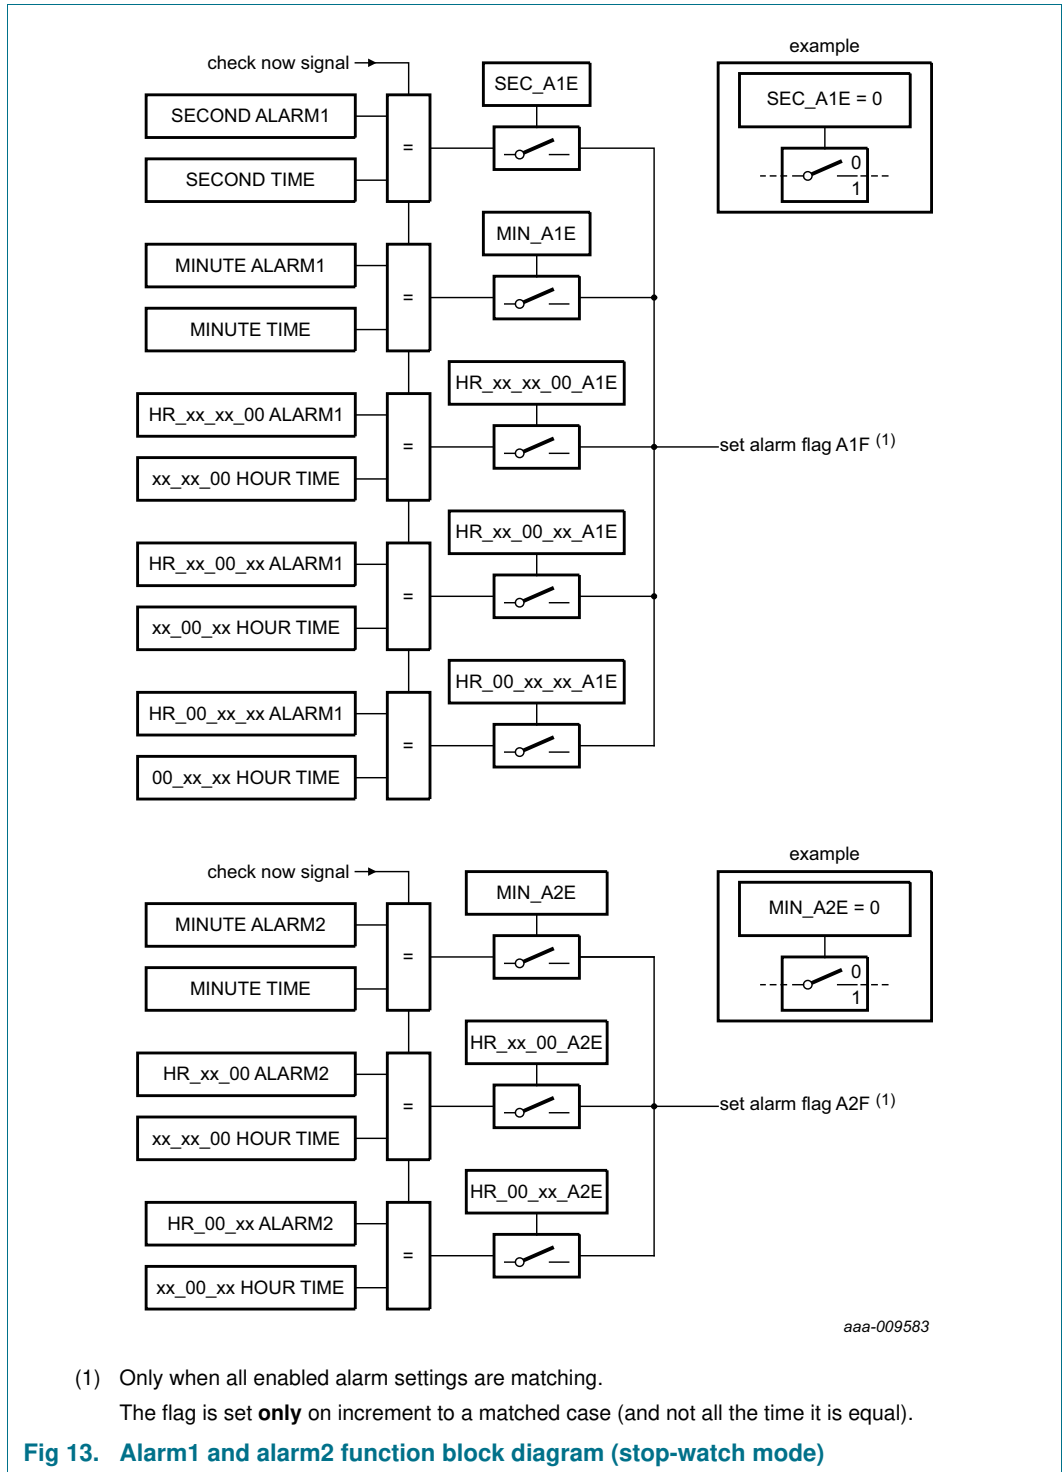 check now signal
SECOND ALARM1
SECOND TIME
=
SEC_A1E
example
SEC_A1E = 0
0
1
MINUTE ALARM1
MINUTE TIME
=
MIN_A1E
HR_xx_xx_00 ALARM1
xx_xx_00 HOUR TIME
=
HR_xx_xx_00_A1E
set alarm flag A1F (1)
HR_xx_00_xx ALARM1
xx_00_xx HOUR TIME
=
HR_xx_00_xx_A1E
HR_00_xx_xx ALARM1
00_xx_xx HOUR TIME
=
HR_00_xx_xx_A1E
check now signal
MINUTE ALARM2
MINUTE TIME
=
MIN_A2E
example
MIN_A2E = 0
0
1
HR_xx_00 ALARM2
xx_xx_00 HOUR TIME
=
HR_xx_00_A2E
set alarm flag A2F (1)
HR_00_xx ALARM2
xx_00_xx HOUR TIME
=
HR_00_xx_A2E
aaa-009583
(1) Only when all enabled alarm settings are matching.
The flag is set only on increment to a matched case (and not all the time it is equal).
Fig 13. Alarm1 and alarm2 function block diagram (stop-watch mode)